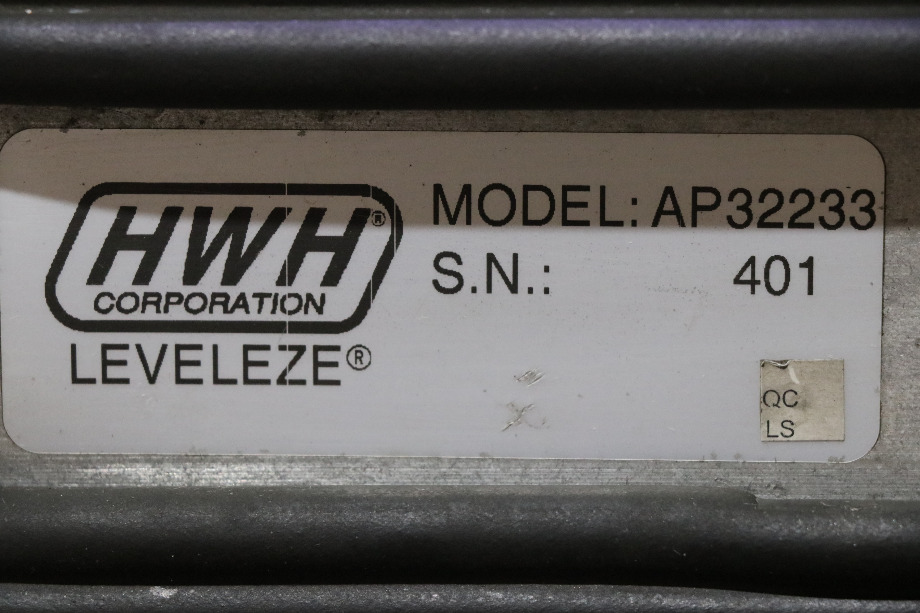 HWH®
CORPORATION
LEVELEZE®
MODEL: AP32233
S.N.: 401
QC
LS